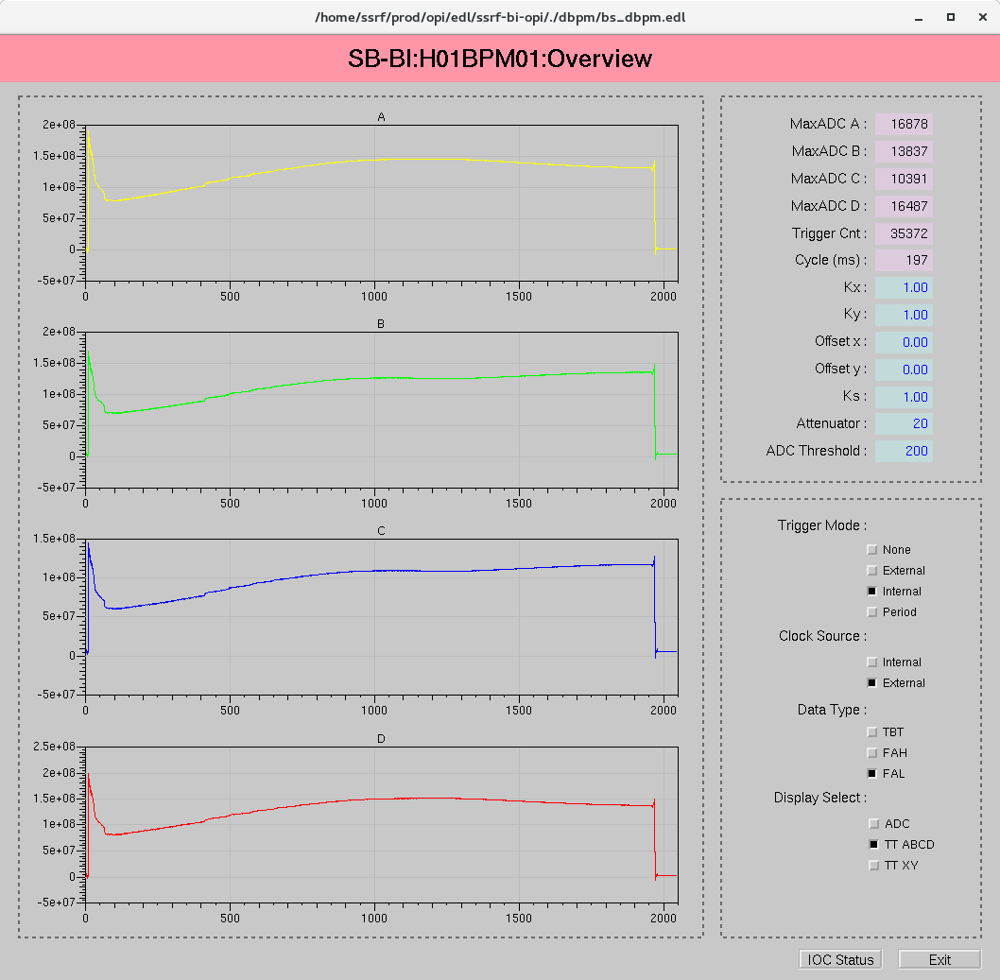 /home/ssrf/prod/opi/edl/ssrf-bi-opi/./dbpm/bs_dbpm.edl
SB-BI:H01BPM01:Overview
A
2e+08
1.5e+08
1e+08
5e+07
0
-5e+07
0 500 1000 1500 2000
B
2e+08
1.5e+08
1e+08
5e+07
0
-5e+07
0 500 1000 1500 2000
C
1.5e+08
1e+08
5e+07
0
-5e+07
0 500 1000 1500 2000
D
2.5e+08
2e+08
1.5e+08
1e+08
5e+07
0
-5e+07
0 500 1000 1500 2000
MaxADC A : 16878
MaxADC B : 13837
MaxADC C : 10391
MaxADC D : 16487
Trigger Cnt : 35372
Cycle (ms) : 197
Kx : 1.00
Ky : 1.00
Offset x : 0.00
Offset y : 0.00
Ks : 1.00
Attenuator : 20
ADC Threshold : 200
Trigger Mode :
None
External
Internal
Period
Clock Source :
Internal
External
Data Type :
TBT
FAH
FAL
Display Select :
ADC
TT ABCD
TT XY
IOC Status Exit